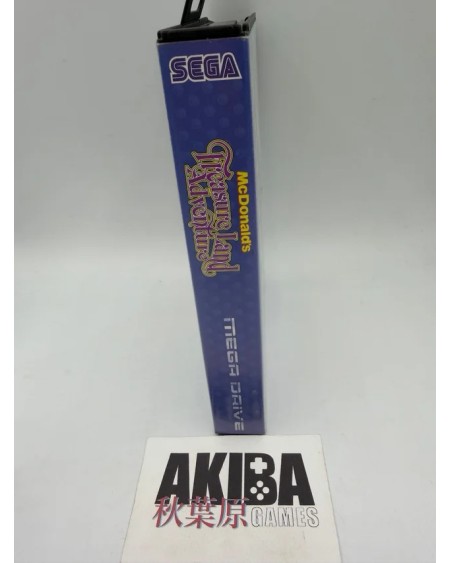 SEGA
McDonald's
Treasure Land
Adventure
MEGA DRIVE
AKIBA
秋葉原GAMES